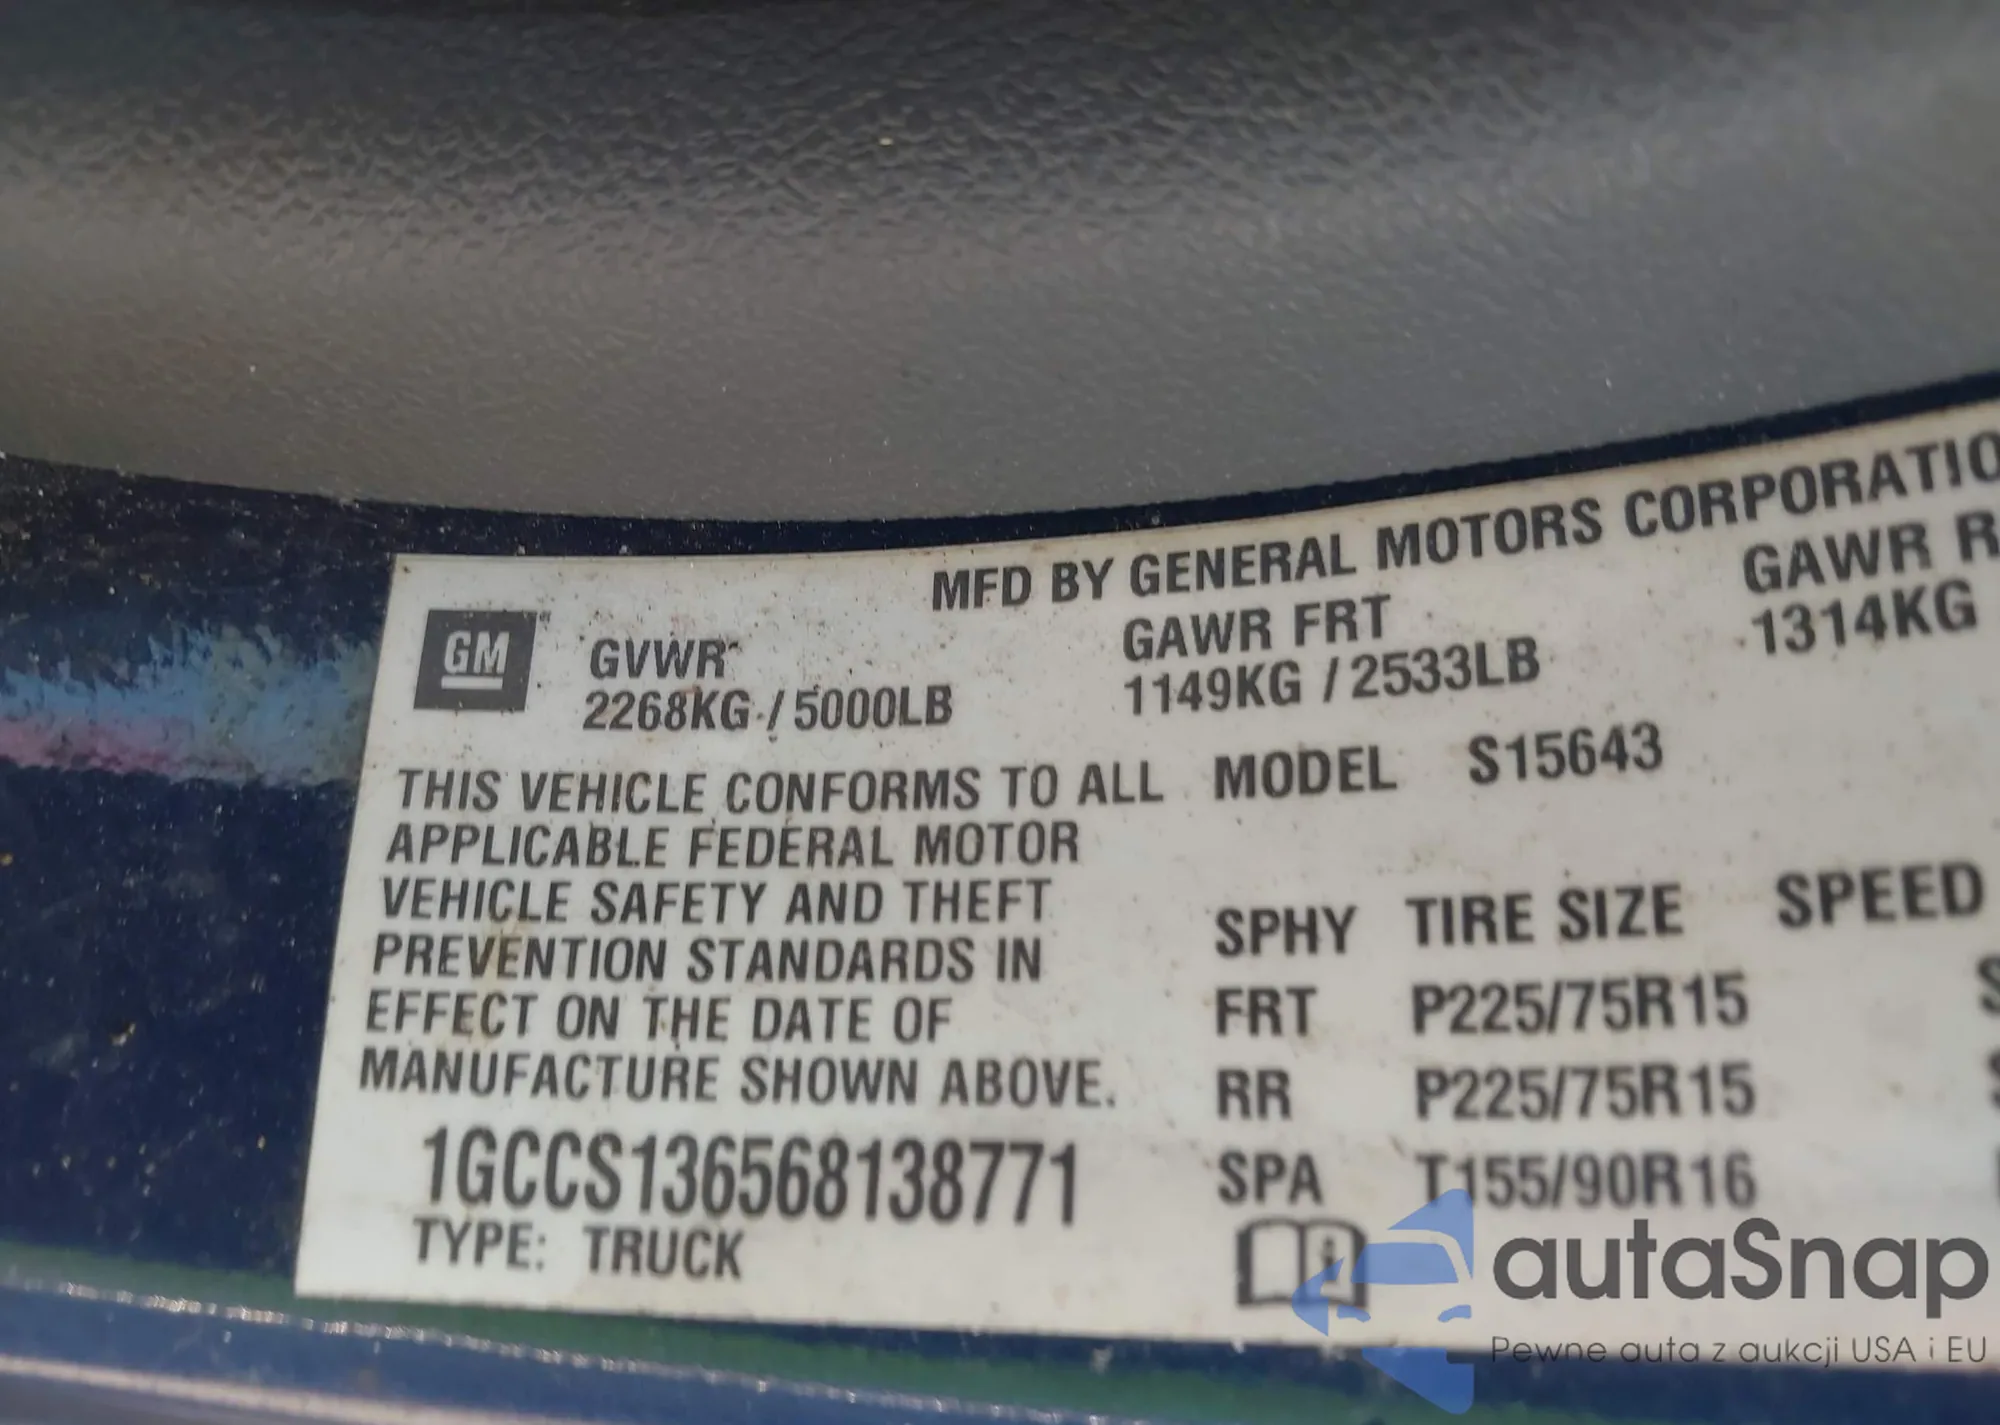 MFD BY GENERAL MOTORS CORPORATIO
GM
GVWR
GAWR FRT
GAWR R
2268KG / 5000LB
1149KG / 2533LB
1314KG
THIS VEHICLE CONFORMS TO ALL
APPLICABLE FEDERAL MOTOR
VEHICLE SAFETY AND THEFT
PREVENTION STANDARDS IN
EFFECT ON THE DATE OF
MANUFACTURE SHOWN ABOVE.
1GCCS136568138771
TYPE: TRUCK
MODEL S15643
SPHY TIRE SIZE SPEED
FRT P225/75R15 S
RR P225/75R15
SPA T155/90R16
autaSnap
Pewne auta z aukcji USA i EU